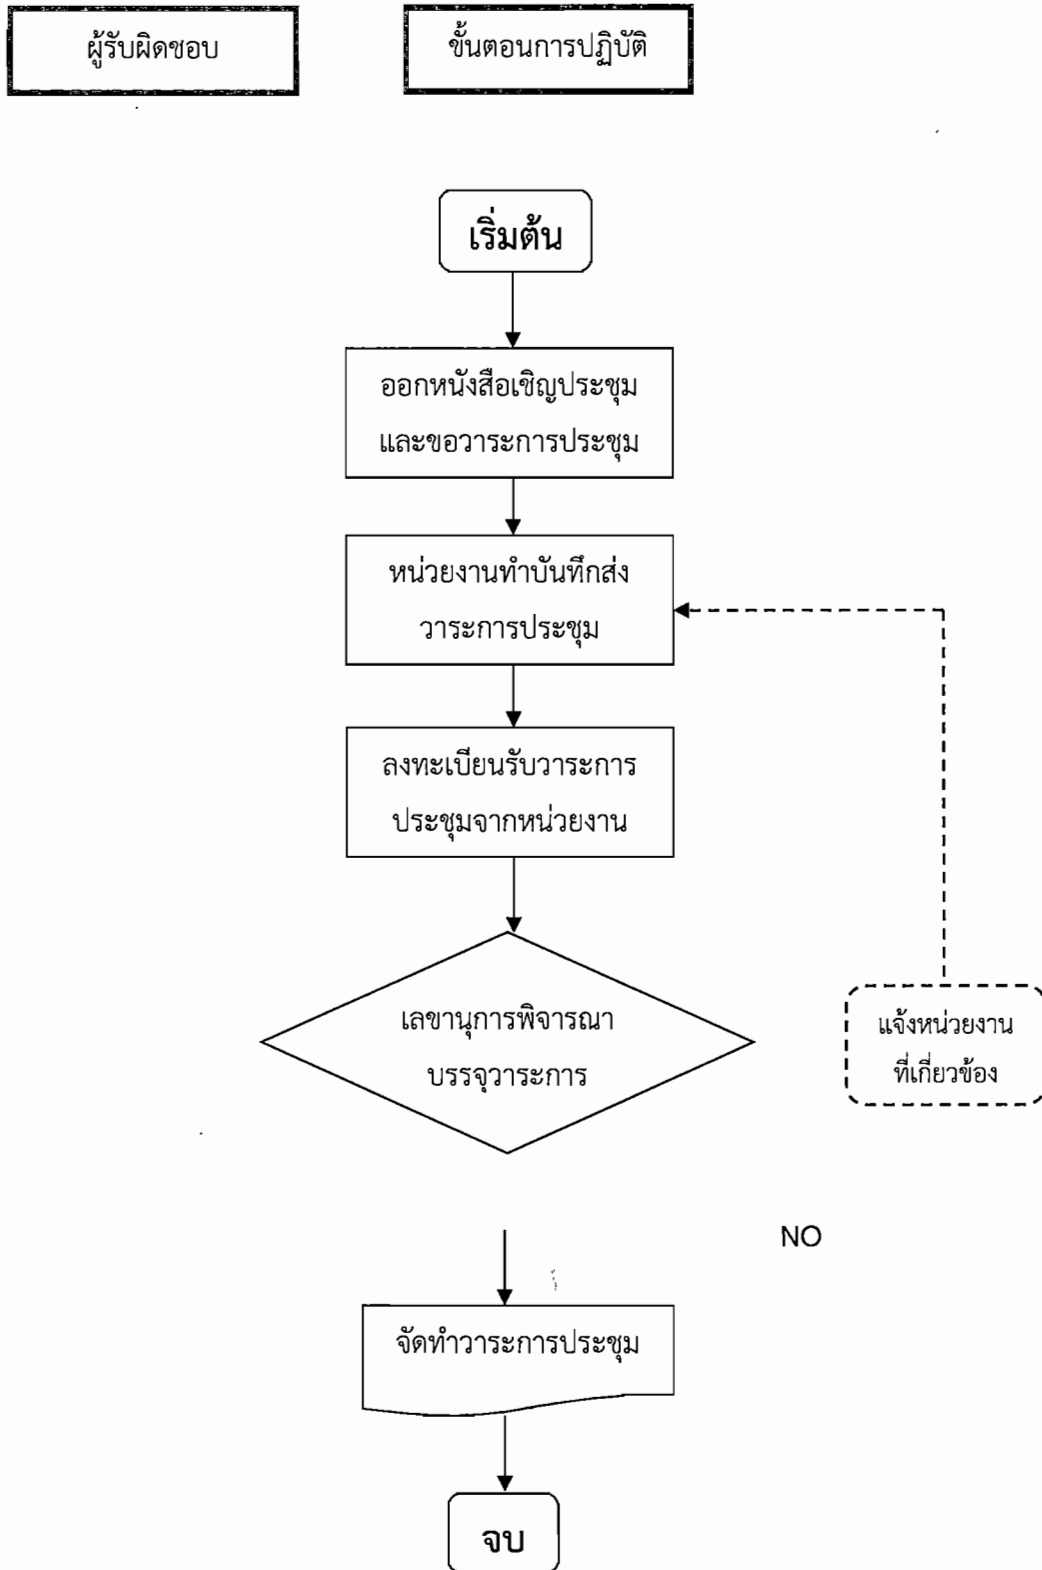 ผู้รับผิดชอบ
ขั้นตอนการปฏิบัติ
เริ่มต้น
ออกหนังสือเชิญประชุม
และขอวาระการประชุม
หน่วยงานทำบันทึกส่ง
วาระการประชุม
ลงทะเบียนรับวาระการ
ประชุมจากหน่วยงาน
เลขานุการพิจารณา
บรรจุวาระการ
แจ้งหน่วยงาน
ที่เกี่ยวข้อง
NO
จัดทำวาระการประชุม
จบ